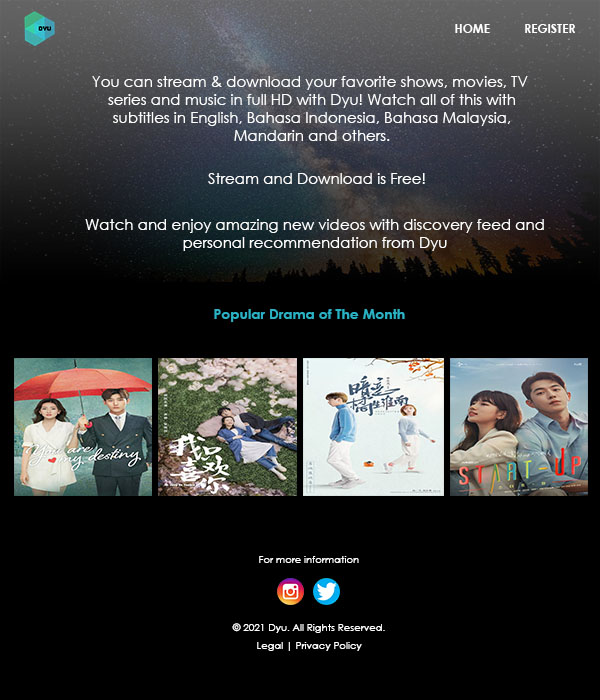 DYU
HOME
REGISTER
You can stream & download your favorite shows, movies, TV
series and music in full HD with Dyu! Watch all of this with
subtitles in English, Bahasa Indonesia, Bahasa Malaysia,
Mandarin and others.
Stream and Download is Free!
Watch and enjoy amazing new videos with discovery feed and
personal recommendation from Dyu
Popular Drama of The Month
You are
my destiny.
我只
喜欢
你
暗恋
橘生淮南
START-UP
For more information
© 2021 Dyu. All Rights Reserved.
Legal | Privacy Policy